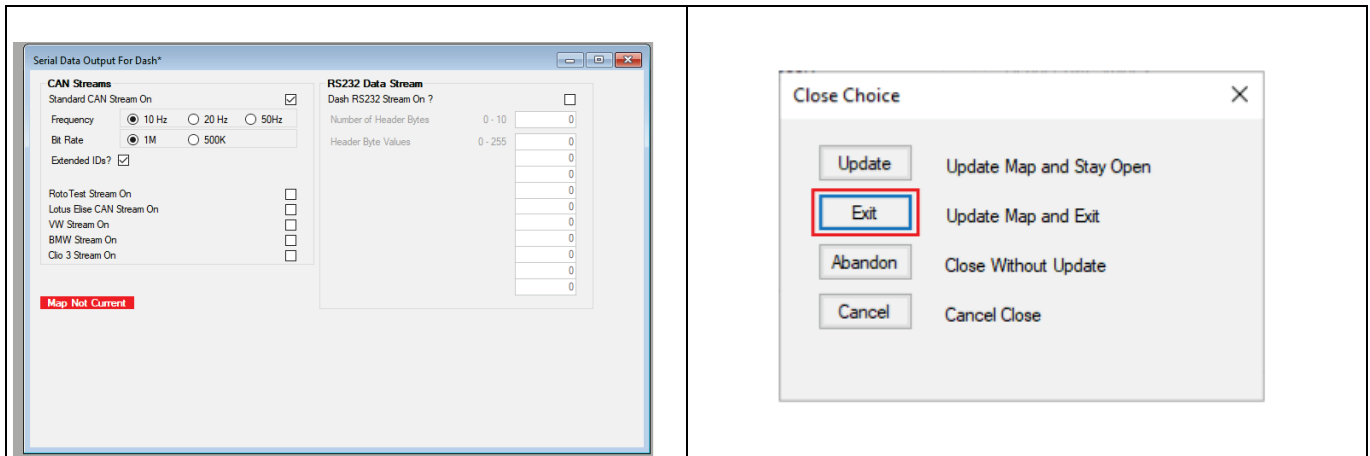 Serial Data Output For Dash*
CAN Streams
Standard CAN Stream On
Frequency 10 Hz 20 Hz 50Hz
Bit Rate 1M 500K
Extended IDs?
RotoTest Stream On
Lotus Elise CAN Stream On
VW Stream On
BMW Stream On
Clio 3 Stream On
Map Not Current
RS232 Data Stream
Dash RS232 Stream On ?
Number of Header Bytes 0 - 10 0
Header Byte Values 0 - 255 0
0
0
0
0
0
0
0
0
0
Close Choice
Update Update Map and Stay Open
Exit Update Map and Exit
Abandon Close Without Update
Cancel Cancel Close